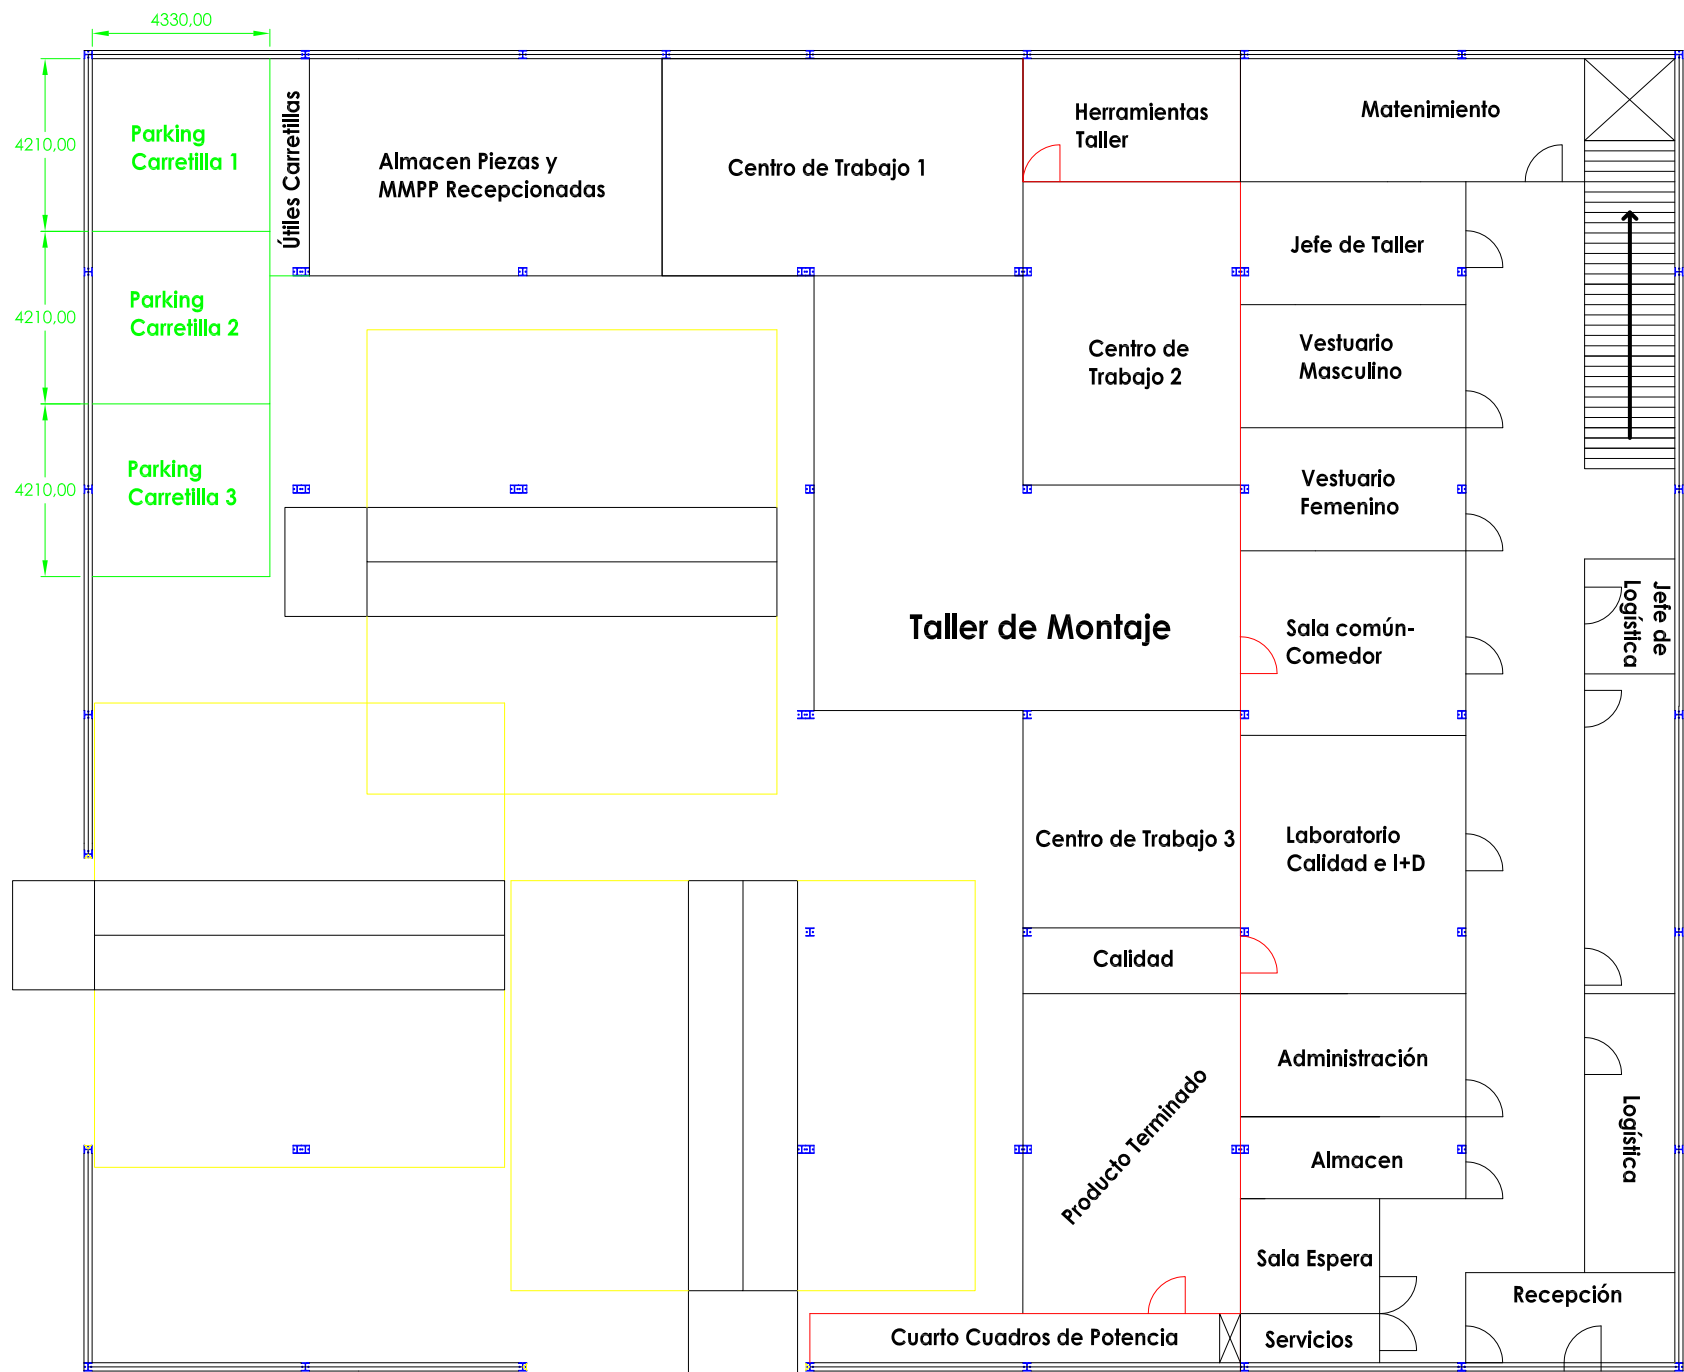 4330,00
4210,00
Parking
Carretilla 1
Útiles Carretillas
Almacen Piezas y
MMPP Recepcionadas
Centro de Trabajo 1
Herramientas
Taller
Matenimiento
4210,00
Parking
Carretilla 2
Jefe de Taller
Centro de
Trabajo 2
Vestuario
Masculino
4210,00
Parking
Carretilla 3
Vestuario
Femenino
Taller de Montaje
Sala común-
Comedor
Jefe de
Logística
Centro de Trabajo 3
Laboratorio
Calidad e I+D
Calidad
Administración
Producto Terminado
Almacen
Logística
Sala Espera
Recepción
Cuarto Cuadros de Potencia
Servicios